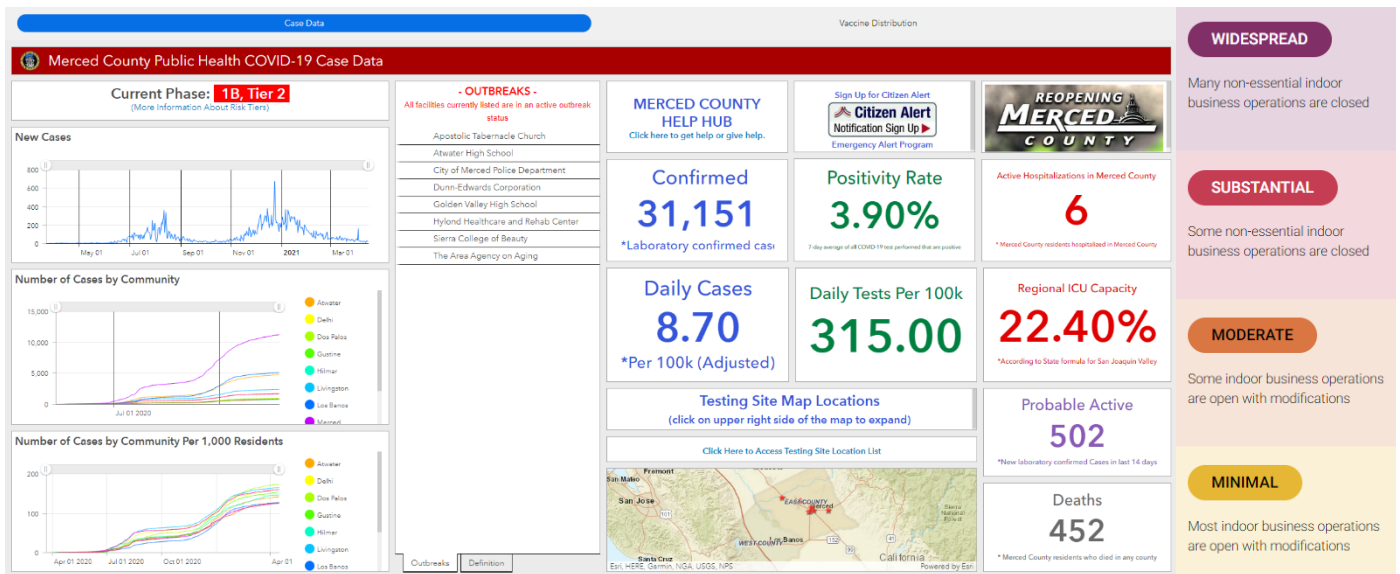 Case Data
Vaccine Distribution
Merced County Public Health COVID-19 Case Data
Current Phase: 1B, Tier 2
(More Information About Risk Tiers)
New Cases
800
600
400
200
0
May 01
Jul 01
Sep 01
Nov 01
2021
Mar 01
Number of Cases by Community
15,000
10,000
5,000
0
Jul 01 2020
Atwater
Delhi
Dos Palos
Gustine
Hilmar
Livingston
Los Banos
Merced
Number of Cases by Community Per 1,000 Residents
200
100
0
Apr 01 2020
Jul 01 2020
Oct 01 2020
Apr 01
Atwater
Delhi
Dos Palos
Gustine
Hilmar
Livingston
Los Banos
- OUTBREAKS -
All facilities currently listed are in an active outbreak
status
Apostolic Tabernacle Church
Atwater High School
City of Merced Police Department
Dunn-Edwards Corporation
Golden Valley High School
Hylond Healthcare and Rehab Center
Sierra College of Beauty
The Area Agency on Aging
Outbreaks
Definition
MERCED COUNTY
HELP HUB
Click here to get help or give help.
Sign Up for Citizen Alert
Citizen Alert
Notification Sign Up
Emergency Alert Program
REOPENING
MERCED
COUNTY
Confirmed
31,151
*Laboratory confirmed case
Positivity Rate
3.90%
7-day average of all COVID-19 test performed that are positive
Active Hospitalizations in Merced County
6
* Merced County residents hospitalized in Merced County
Daily Cases
8.70
*Per 100k (Adjusted)
Daily Tests Per 100k
315.00
Regional ICU Capacity
22.40%
*According to State formula for San Joaquin Valley
Testing Site Map Locations
(click on upper right side of the map to expand)
Click Here to Access Testing Site Location List
Fremont
San Mateo
San Jose
101
EAST COUNTY
Merced
Sierra
National
Forest
WEST COUNTY
Los Banos
152
99
41
Santa Cruz
California
Esri, HERE, Garmin, NGA, USGS, NPS
Powered by Esri
Probable Active
502
*New laboratory confirmed Cases in last 14 days
Deaths
452
* Merced County residents who died in any county
WIDESPREAD
Many non-essential indoor
business operations are closed
SUBSTANTIAL
Some non-essential indoor
business operations are closed
MODERATE
Some indoor business operations
are open with modifications
MINIMAL
Most indoor business operations
are open with modifications